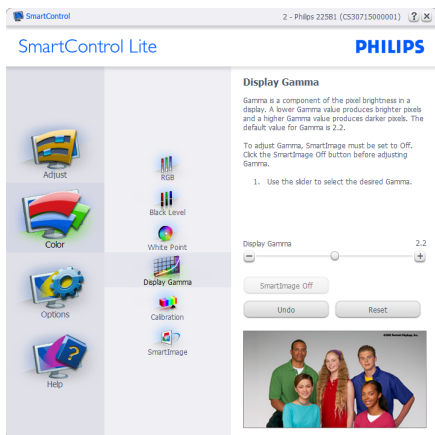 SmartControl
2 - Philips 225B1 (CS30715000001)
SmartControl Lite
PHILIPS
Adjust
Color
Options
Help
RGB
Black Level
White Point
Display Gamma
Calibration
SmartImage
Display Gamma
Gamma is a component of the pixel brightness in a
display. A lower Gamma value produces brighter pixels
and a higher Gamma value produces darker pixels. The
default value for Gamma is 2.2.
To adjust Gamma, SmartImage must be set to Off.
Click the SmartImage Off button before adjusting
Gamma.
1. Use the slider to select the desired Gamma.
Display Gamma
2.2
SmartImage Off
Undo
Reset